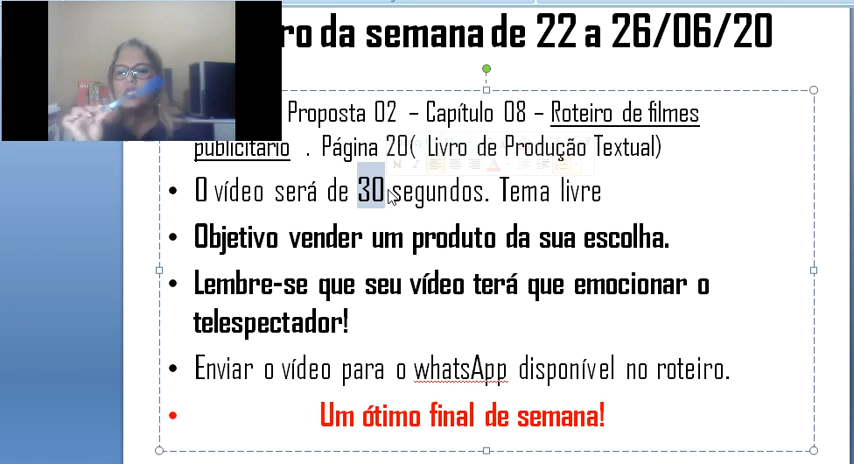 ro da semana de 22 a 26/06/20
Proposta 02 – Capítulo 08 – Roteiro de filmes
publicitário . Página 20( Livro de Produção Textual)
• O vídeo será de 30 segundos. Tema livre
• Objetivo vender um produto da sua escolha.
• Lembre-se que seu vídeo terá que emocionar o
telespectador!
• Enviar o vídeo para o whatsApp disponível no roteiro.
• Um ótimo final de semana!